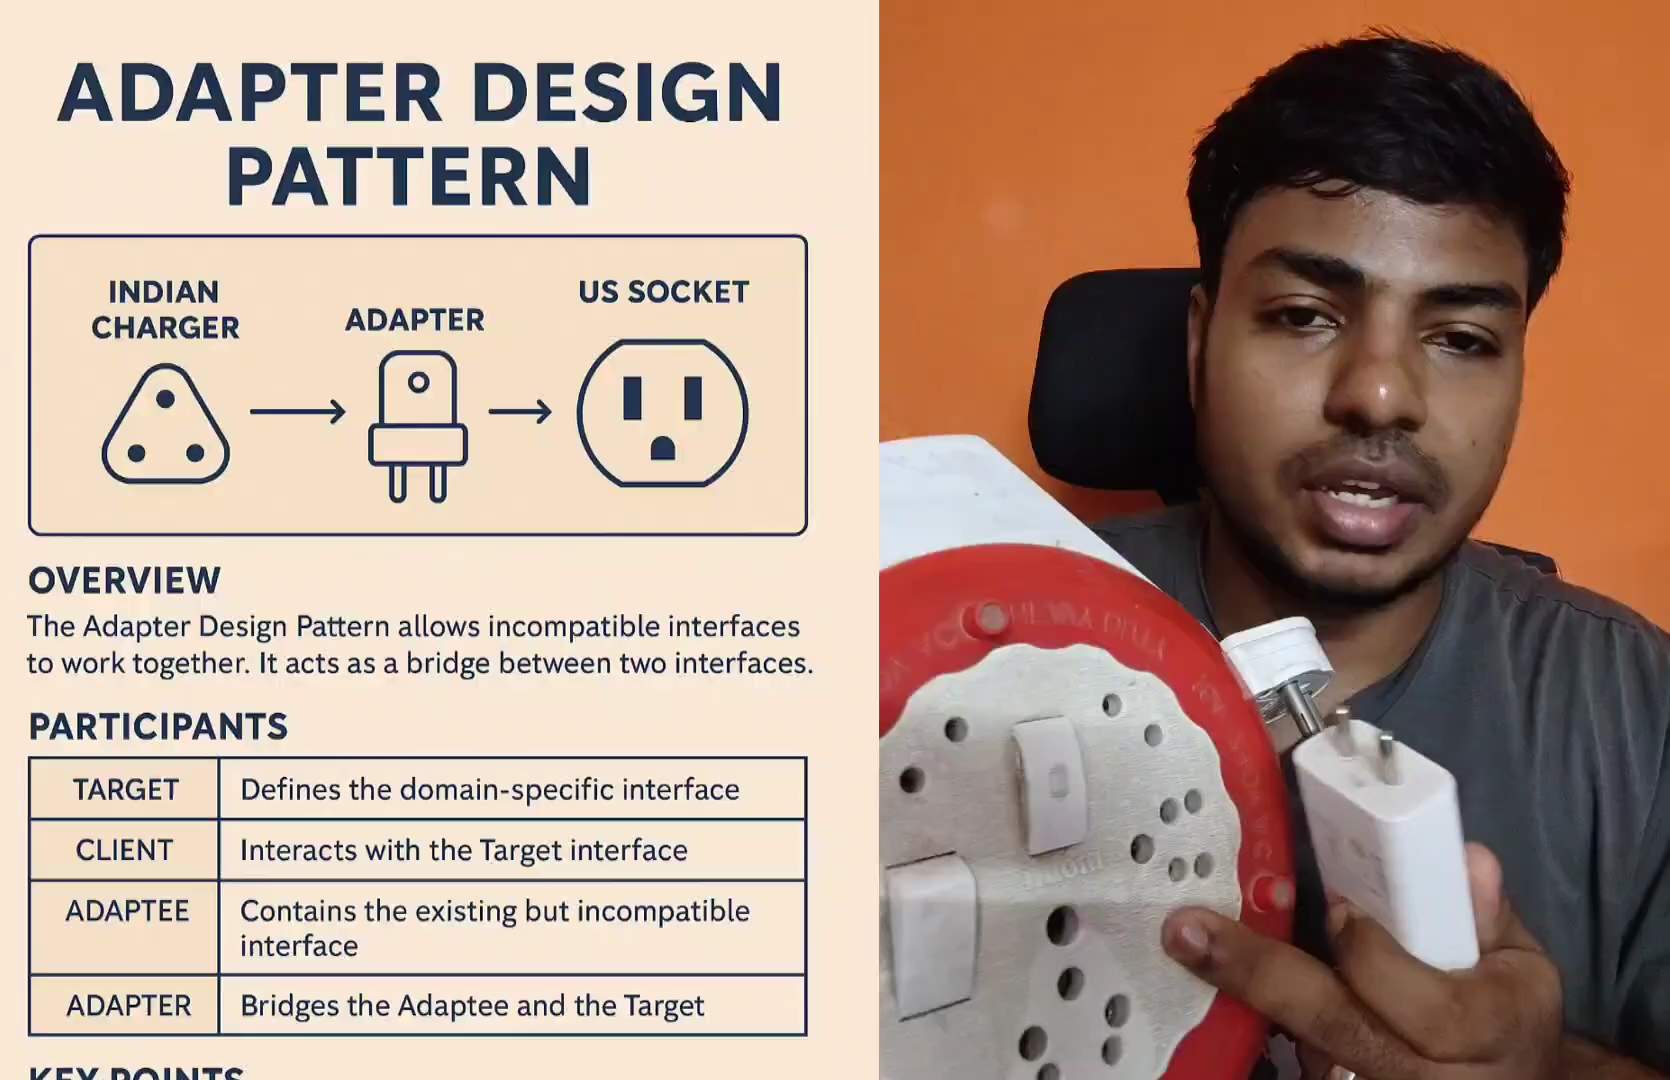 ADAPTER DESIGN
PATTERN
INDIAN
CHARGER
ADAPTER
US SOCKET
OVERVIEW
The Adapter Design Pattern allows incompatible interfaces
to work together. It acts as a bridge between two interfaces.
PARTICIPANTS
TARGET
Defines the domain-specific interface
CLIENT
Interacts with the Target interface
ADAPTEE
Contains the existing but incompatible
interface
ADAPTER
Bridges the Adaptee and the Target
KEY POINTS